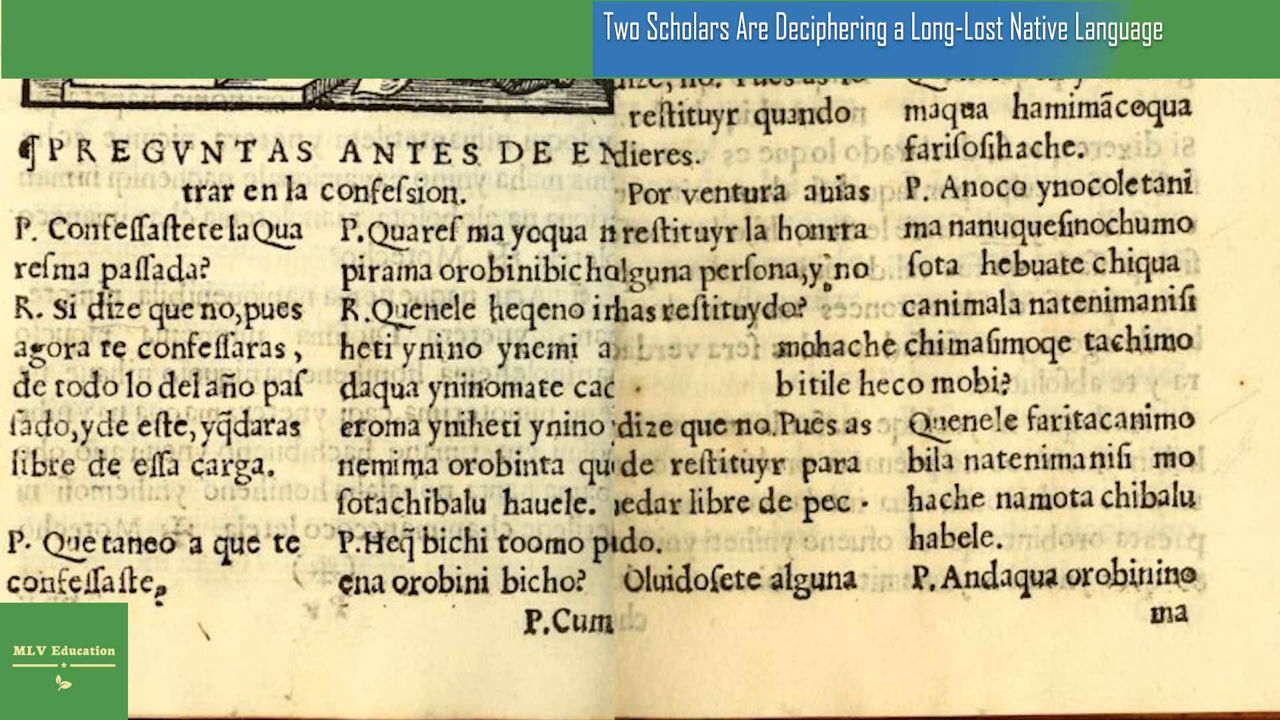 Two Scholars Are Deciphering a Long-Lost Native Language
¶PREGVNTAS ANTES DE EN
trar en la confeſsion.
P. Confeſſaſtete la Qua
reſma paſſada?
R. Si dize que no, pues
agora te confeſſaras,
de todo lo del año paſ
ſado, y de eſte, y q̃daras
libre de eſſa carga.
P. Que taneo a que te
confeſſaſte,
P. Quareſ ma yoqua
pirama orobinibicho
R. Quenele heqeno
heti ynino ynemi
daqua yninomate
eroma yniheti ynino
nemima orobinta
ſotachibalu hauele.
P. Heq̃ bichi toomo
ena orobini bicho?
P. Cum
reſtituyr quando
dieres.
Por ventura auias
reſtituyr la honrra
lguna perſona, y no
has reſtituydo?
dize que no. Pues as
de reſtituyr para
edar libre de pec-
do.
Oluidoſete alguna
maqua hamimãcoqua
fariſoſihache.
P. Anoco ynocoletani
ma nanuqueſinochumo
ſota hebuate chiqua
canimala natenimaniſi
mohache chimaſimoqe tachimo
bitile heco mobi?
Quenele faritacanimo
bila natenimaniſi mo
hache namota chibalu
habele.
P. Andaqua orobinino
ma
MLV Education